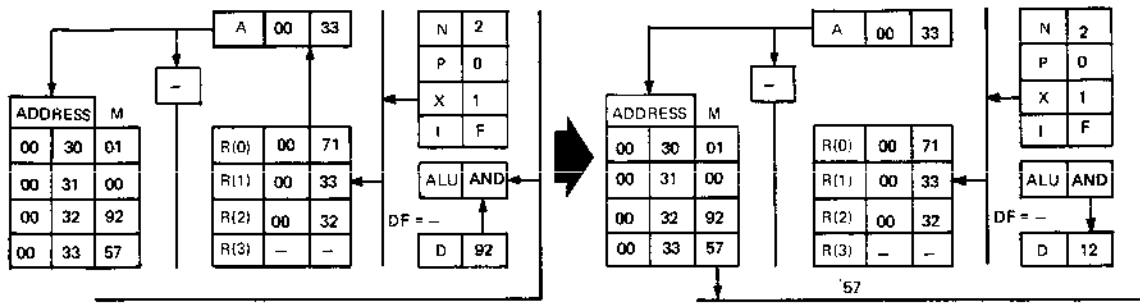 A 00 33
N 2
P 0
X 1
I F
–
ADDRESS M
00 30 01
00 31 00
00 32 92
00 33 57
R(0) 00 71
R(1) 00 33
R(2) 00 32
R(3) – –
ALU AND
DF = –
D 92
A 00 33
N 2
P 0
X 1
I F
–
ADDRESS M
00 30 01
00 31 00
00 32 92
00 33 57
R(0) 00 71
R(1) 00 33
R(2) 00 32
R(3) – –
ALU AND
DF = –
D 12
57